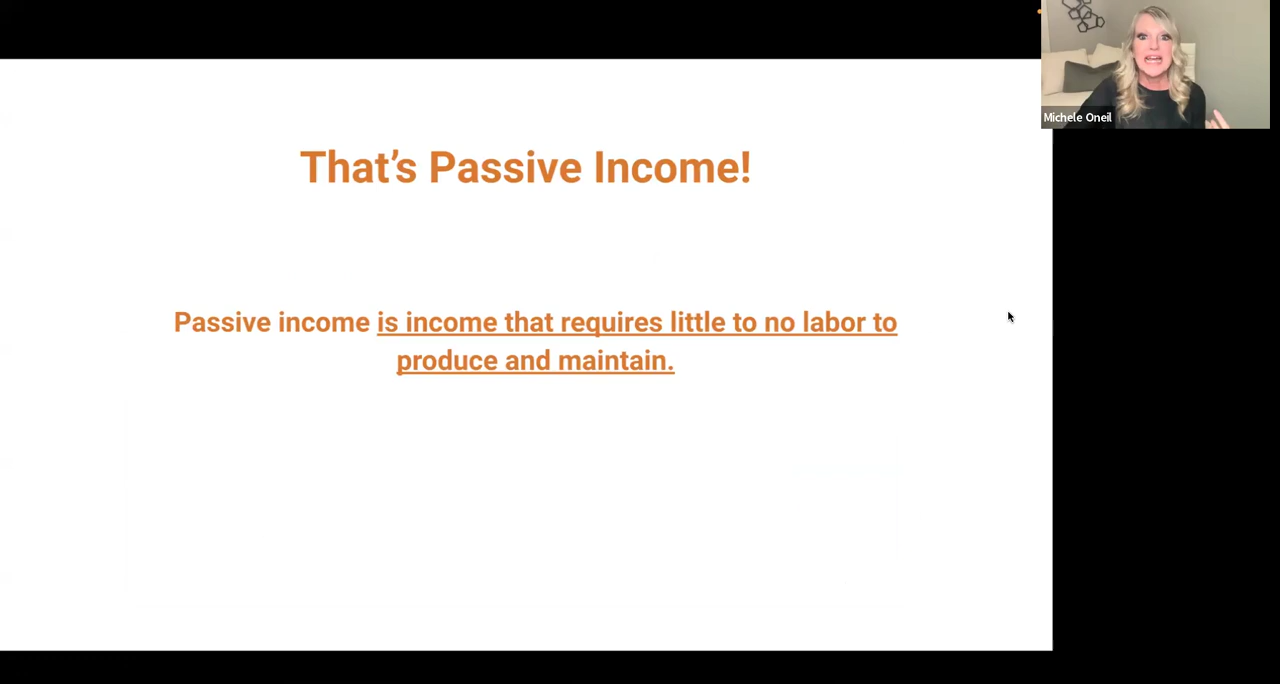 That’s Passive Income!
Passive income is income that requires little to no labor to
produce and maintain.
Michele Oneil